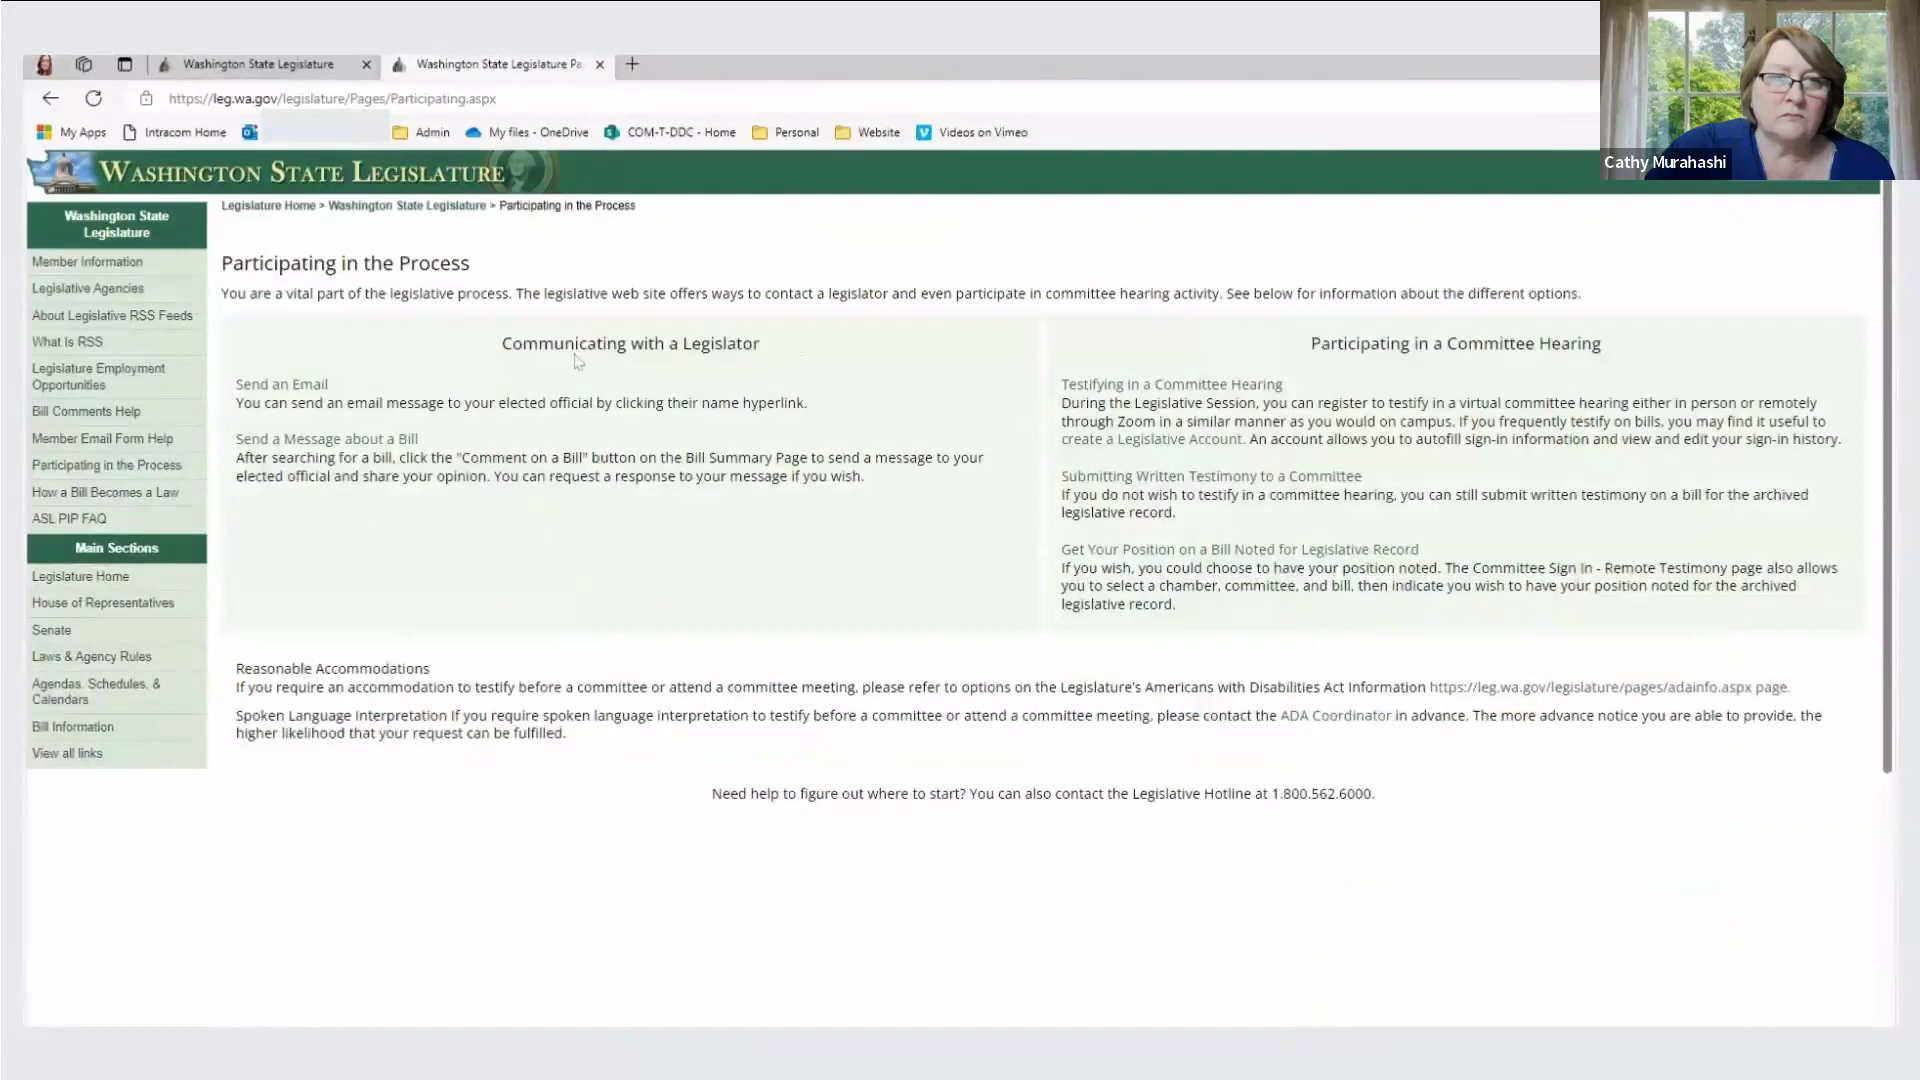 Washington State Legislature
Washington State Legislature Pa
https://leg.wa.gov/legislature/Pages/Participating.aspx
My Apps
Intracom Home
Admin
My files - OneDrive
COM-T-DDC - Home
Personal
Website
Videos on Vimeo
Cathy Murahashi
WASHINGTON STATE LEGISLATURE
Legislature Home > Washington State Legislature > Participating in the Process
Washington State
Legislature
Member Information
Legislative Agencies
About Legislative RSS Feeds
What Is RSS
Legislature Employment
Opportunities
Bill Comments Help
Member Email Form Help
Participating in the Process
How a Bill Becomes a Law
ASL PIP FAQ
Main Sections
Legislature Home
House of Representatives
Senate
Laws & Agency Rules
Agendas, Schedules, &
Calendars
Bill Information
View all links
Participating in the Process
You are a vital part of the legislative process. The legislative web site offers ways to contact a legislator and even participate in committee hearing activity. See below for information about the different options.
Communicating with a Legislator
Send an Email
You can send an email message to your elected official by clicking their name hyperlink.
Send a Message about a Bill
After searching for a bill, click the "Comment on a Bill" button on the Bill Summary Page to send a message to your
elected official and share your opinion. You can request a response to your message if you wish.
Participating in a Committee Hearing
Testifying in a Committee Hearing
During the Legislative Session, you can register to testify in a virtual committee hearing either in person or remotely
through Zoom in a similar manner as you would on campus. If you frequently testify on bills, you may find it useful to
create a Legislative Account. An account allows you to autofill sign-in information and view and edit your sign-in history.
Submitting Written Testimony to a Committee
If you do not wish to testify in a committee hearing, you can still submit written testimony on a bill for the archived
legislative record.
Get Your Position on a Bill Noted for Legislative Record
If you wish, you could choose to have your position noted. The Committee Sign In - Remote Testimony page also allows
you to select a chamber, committee, and bill, then indicate you wish to have your position noted for the archived
legislative record.
Reasonable Accommodations
If you require an accommodation to testify before a committee or attend a committee meeting, please refer to options on the Legislature's Americans with Disabilities Act Information https://leg.wa.gov/legislature/pages/adainfo.aspx page.
Spoken Language Interpretation If you require spoken language interpretation to testify before a committee or attend a committee meeting, please contact the ADA Coordinator in advance. The more advance notice you are able to provide, the
higher likelihood that your request can be fulfilled.
Need help to figure out where to start? You can also contact the Legislative Hotline at 1.800.562.6000.